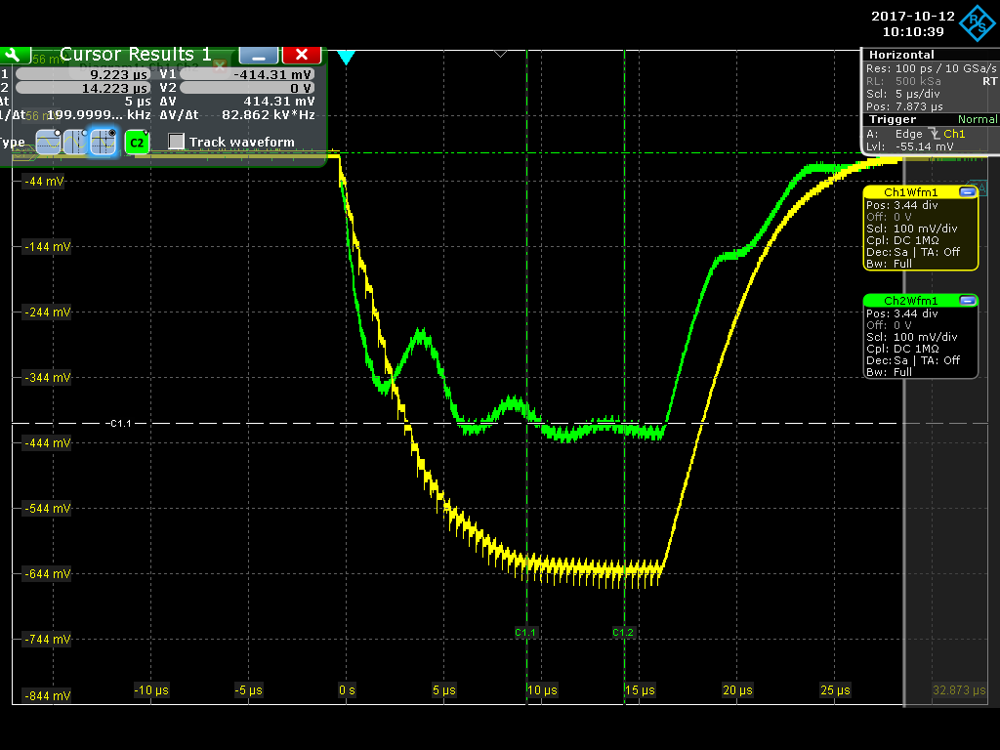 2017-10-12
10:10:39
R&S
56 mV
Cursor Results 1
1 9.223 µs V1 -414.31 mV
2 14.223 µs V2 0 V
Δt 5 µs ΔV 414.31 mV
1/Δt 199.9999... kHz ΔV/Δt 82.862 kV*Hz
Type C2 Track waveform
Horizontal
Res: 100 ps / 10 GSa/s
RL: 500 kSa RT
Scl: 5 µs/div
Pos: 7.873 µs
Trigger Normal
A: Edge Ch1
Lvl: -55.14 mV
Ch1Wfm1
Pos: 3.44 div
Off: 0 V
Scl: 100 mV/div
Cpl: DC 1MΩ
Dec: Sa | TA: Off
Bw: Full
Ch2Wfm1
Pos: 3.44 div
Off: 0 V
Scl: 100 mV/div
Cpl: DC 1MΩ
Dec: Sa | TA: Off
Bw: Full
-44 mV
-144 mV
-244 mV
-344 mV
C1.1
-444 mV
-544 mV
-644 mV
C1.1
C1.2
-744 mV
-844 mV
-10 µs
-5 µs
0 s
5 µs
10 µs
15 µs
20 µs
25 µs
32.873 µs